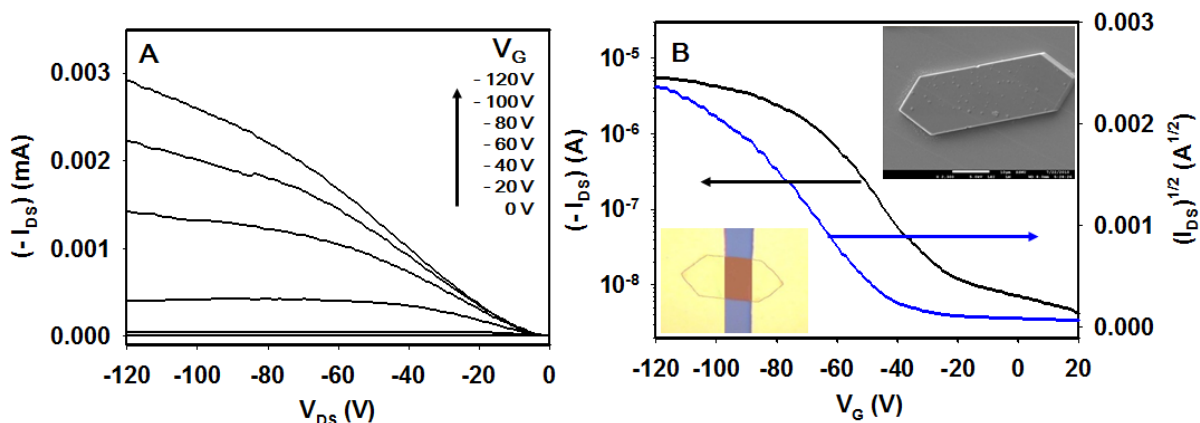 A
V_G
- 120 V
- 100 V
- 80 V
- 60 V
- 40 V
- 20 V
0 V
0.003
0.002
0.001
0.000
(- I_DS) (mA)
-120 -100 -80 -60 -40 -20 0
V_DS (V)
B
10^-5
10^-6
10^-7
10^-8
(- I_DS) (A)
0.003
0.002
0.001
0.000
(I_DS)^1/2 (A^1/2)
-120 -100 -80 -60 -40 -20 0 20
V_G (V)